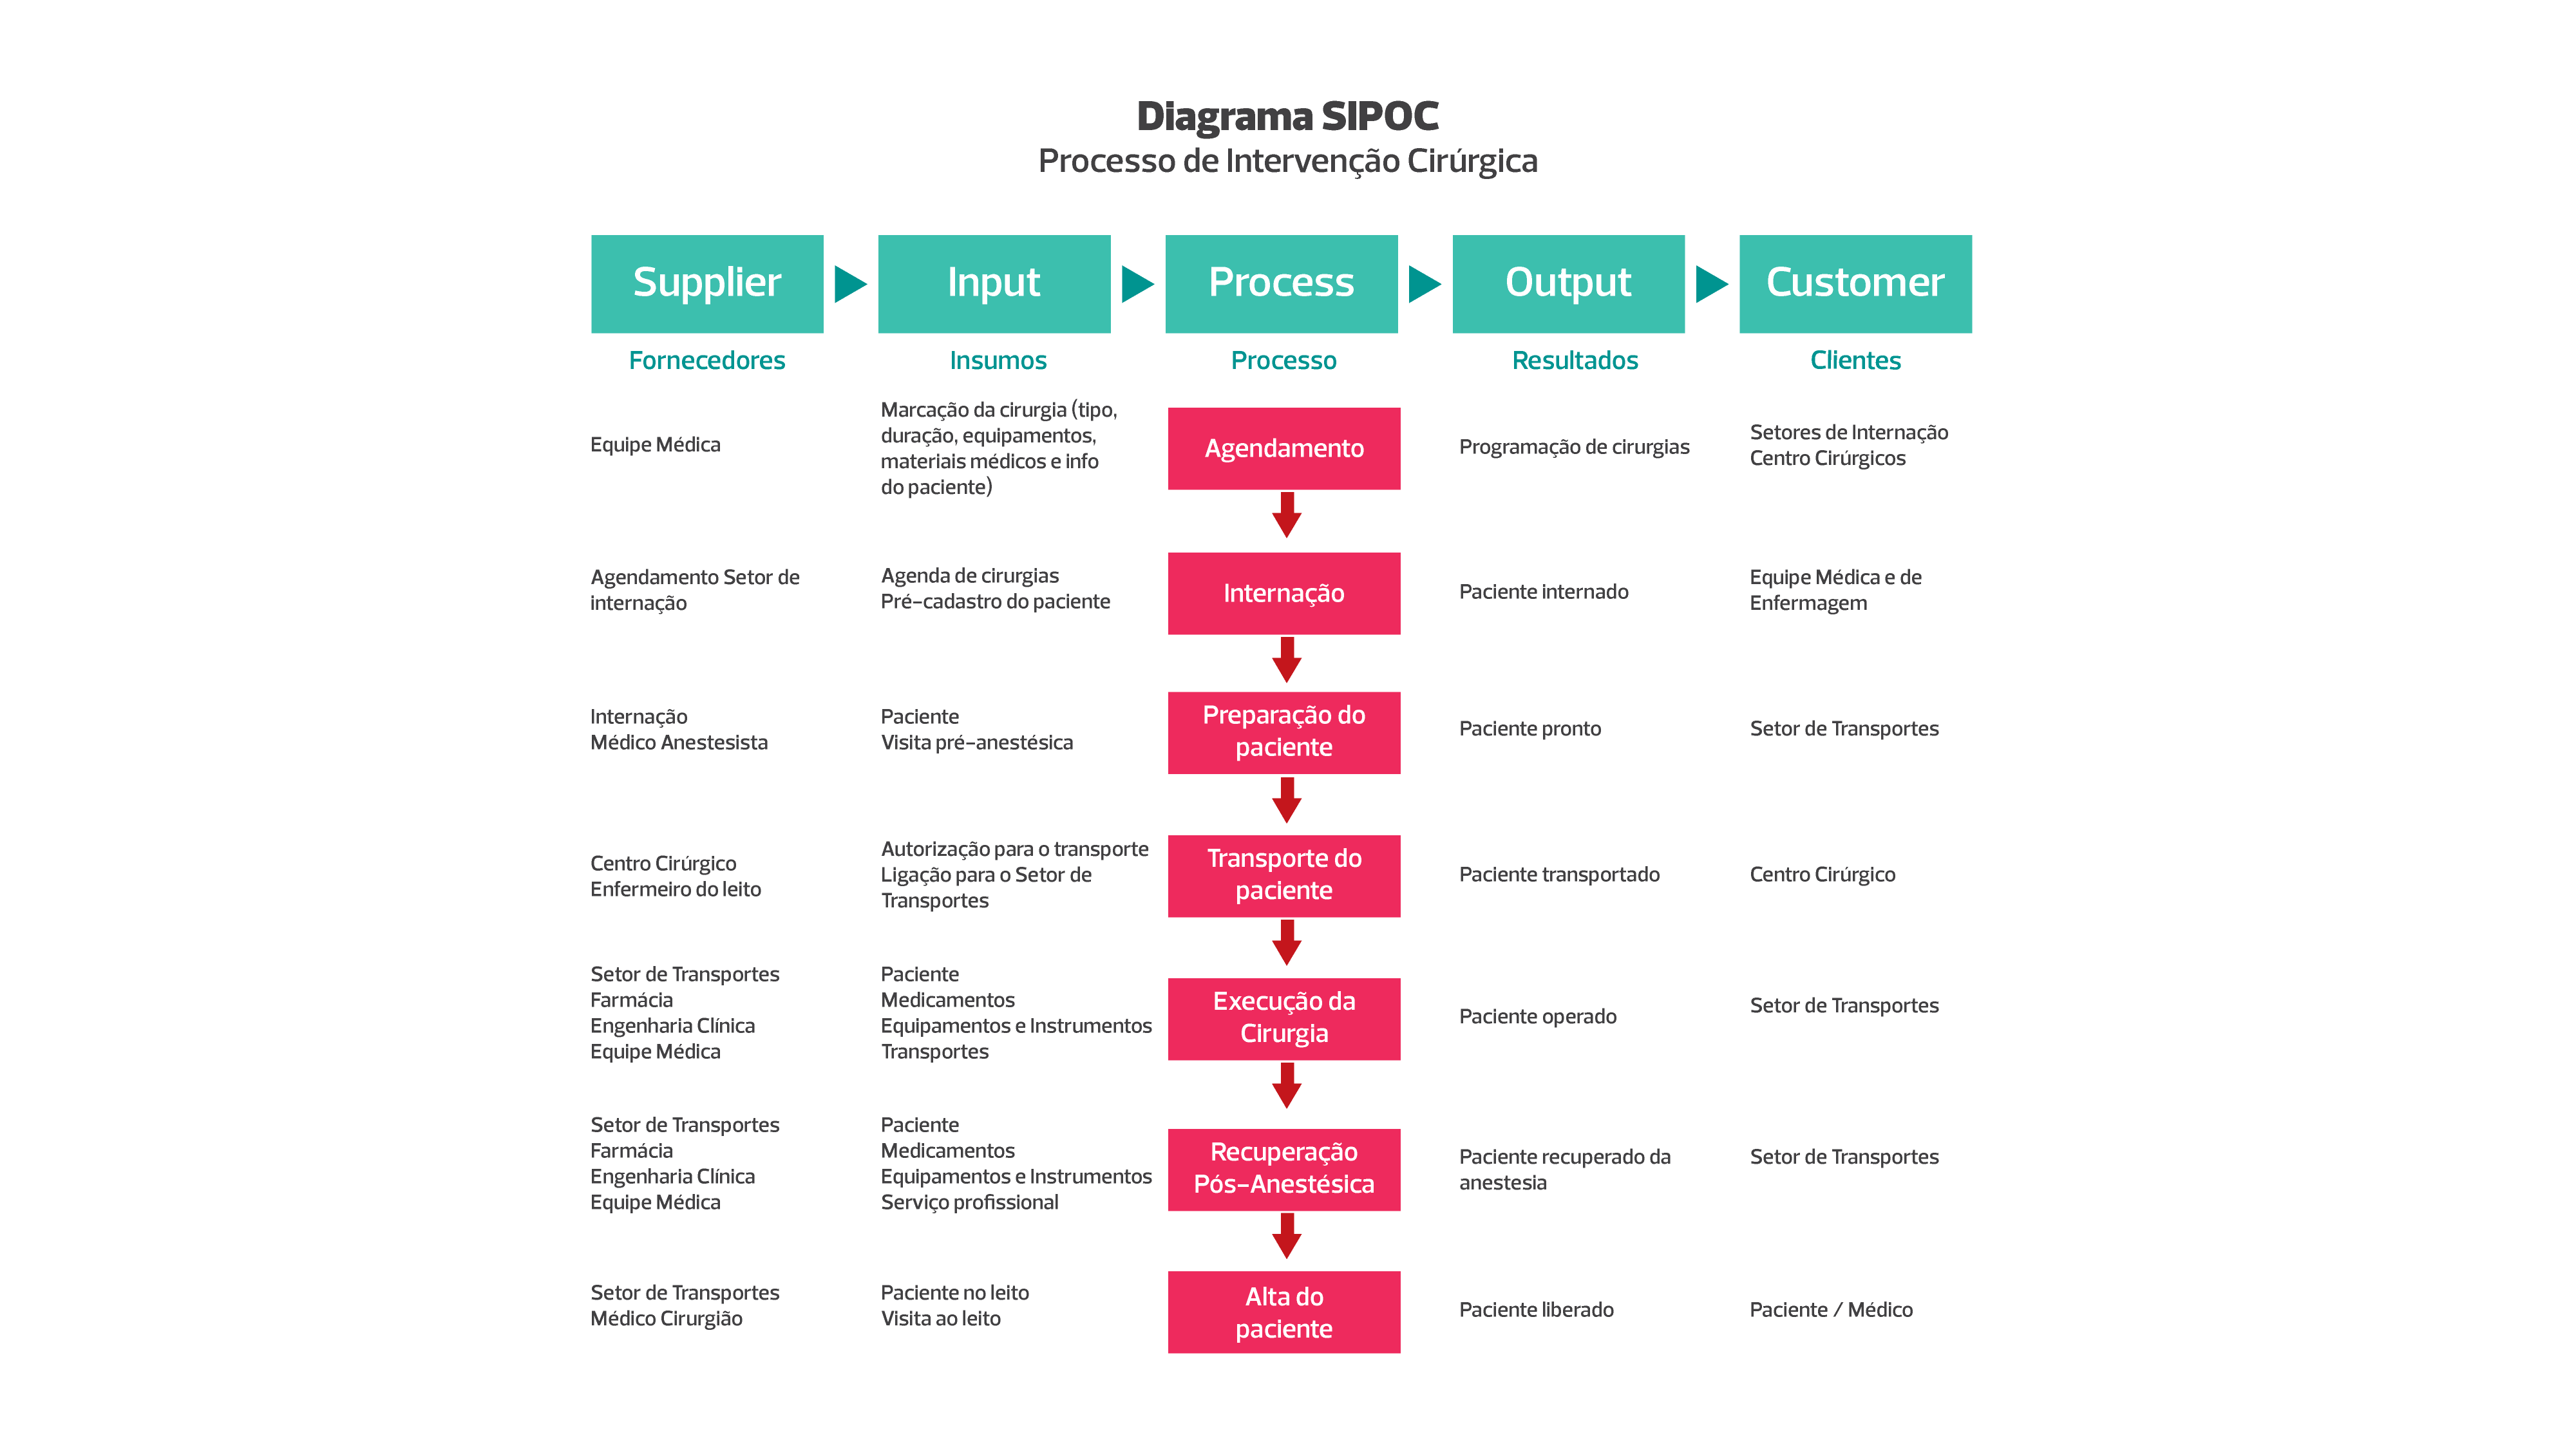 Diagrama SIPOC
Processo de Intervenção Cirúrgica
Supplier
Input
Process
Output
Customer
Fornecedores
Insumos
Processo
Resultados
Clientes
Equipe Médica
Marcação da cirurgia (tipo,
duração, equipamentos,
materiais médicos e info
do paciente)
Agendamento
Programação de cirurgias
Setores de Internação
Centro Cirúrgicos
Agendamento Setor de
internação
Agenda de cirurgias
Pré-cadastro do paciente
Internação
Paciente internado
Equipe Médica e de
Enfermagem
Internação
Médico Anestesista
Paciente
Visita pré-anestésica
Preparação do
paciente
Paciente pronto
Setor de Transportes
Centro Cirúrgico
Enfermeiro do leito
Autorização para o transporte
Ligação para o Setor de
Transportes
Transporte do
paciente
Paciente transportado
Centro Cirúrgico
Setor de Transportes
Farmácia
Engenharia Clínica
Equipe Médica
Paciente
Medicamentos
Equipamentos e Instrumentos
Transportes
Execução da
Cirurgia
Paciente operado
Setor de Transportes
Setor de Transportes
Farmácia
Engenharia Clínica
Equipe Médica
Paciente
Medicamentos
Equipamentos e Instrumentos
Serviço profissional
Recuperação
Pós-Anestésica
Paciente recuperado da
anestesia
Setor de Transportes
Setor de Transportes
Médico Cirurgião
Paciente no leito
Visita ao leito
Alta do
paciente
Paciente liberado
Paciente / Médico